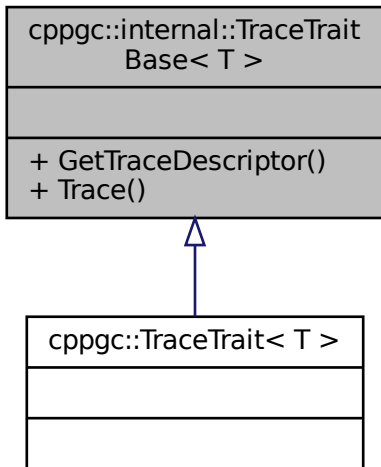 cppgc::internal::TraceTrait
Base< T >
+ GetTraceDescriptor()
+ Trace()
cppgc::TraceTrait< T >